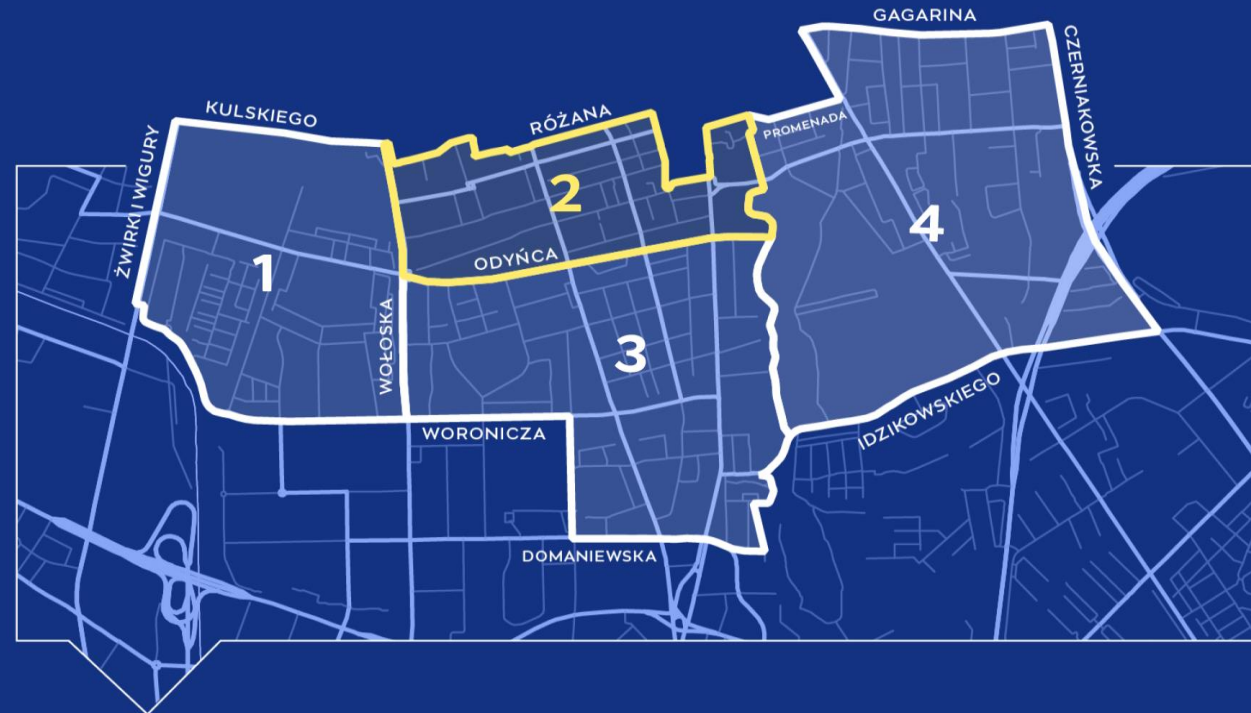 GAGARINA
CZERNIAKOWSKA
KULSKIEGO
RÓŻANA
PROMENADA
ŻWIRKI I WIGURY
2
4
1
ODYŃCA
WOŁOSKA
3
IDZIKOWSKIEGO
WORONICZA
DOMANIEWSKA